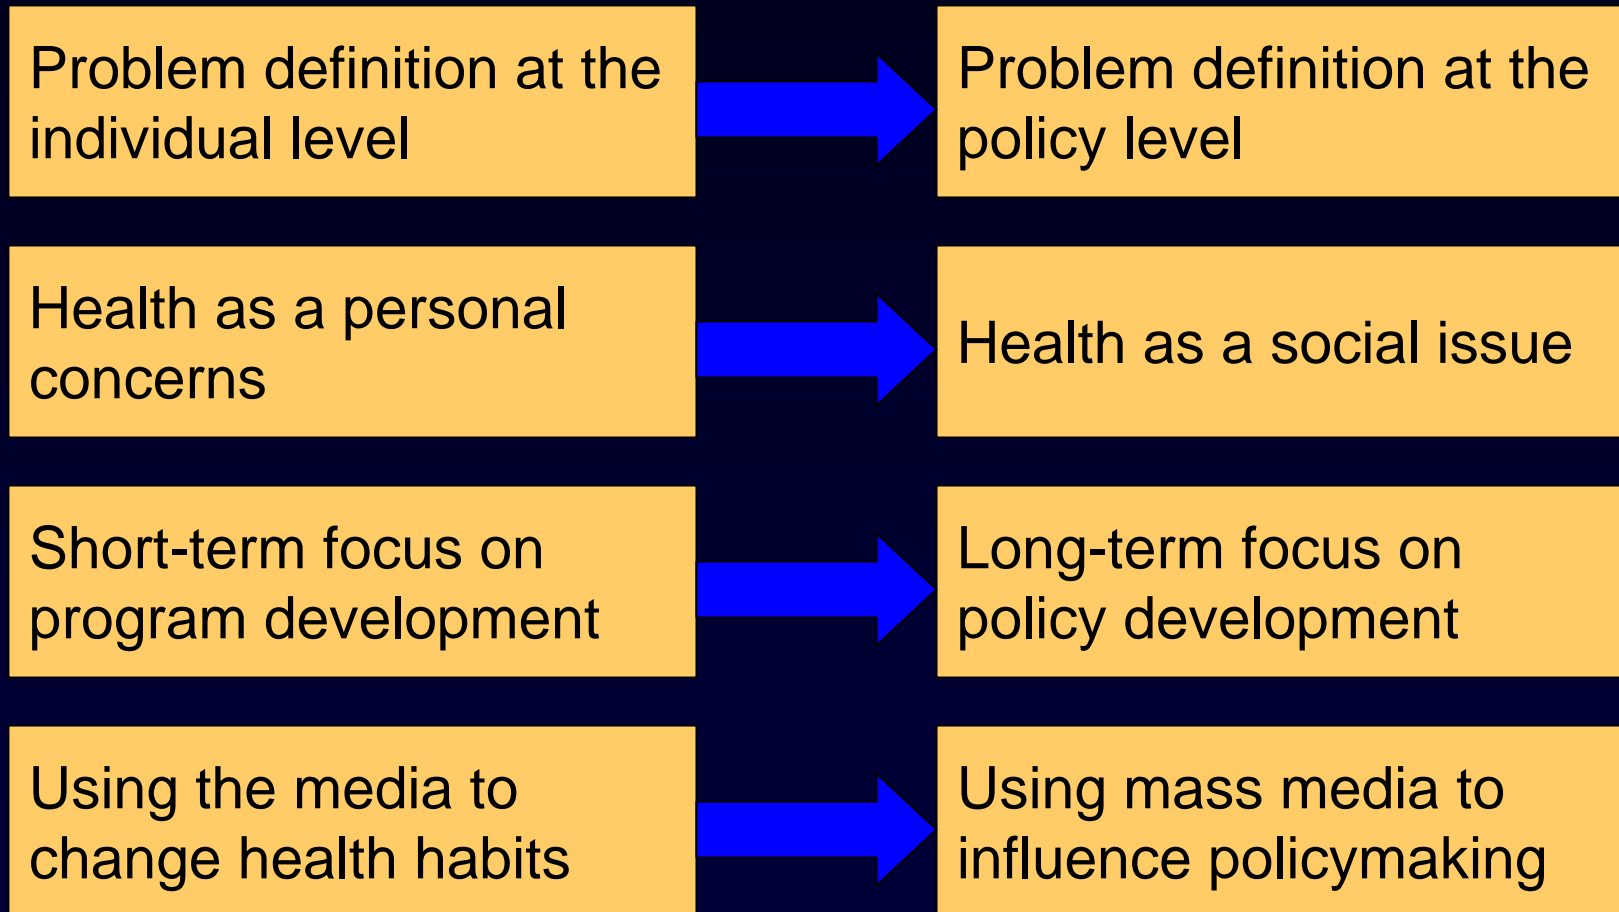 Problem definition at the
individual level
Problem definition at the
policy level
Health as a personal
concerns
Health as a social issue
Short-term focus on
program development
Long-term focus on
policy development
Using the media to
change health habits
Using mass media to
influence policymaking